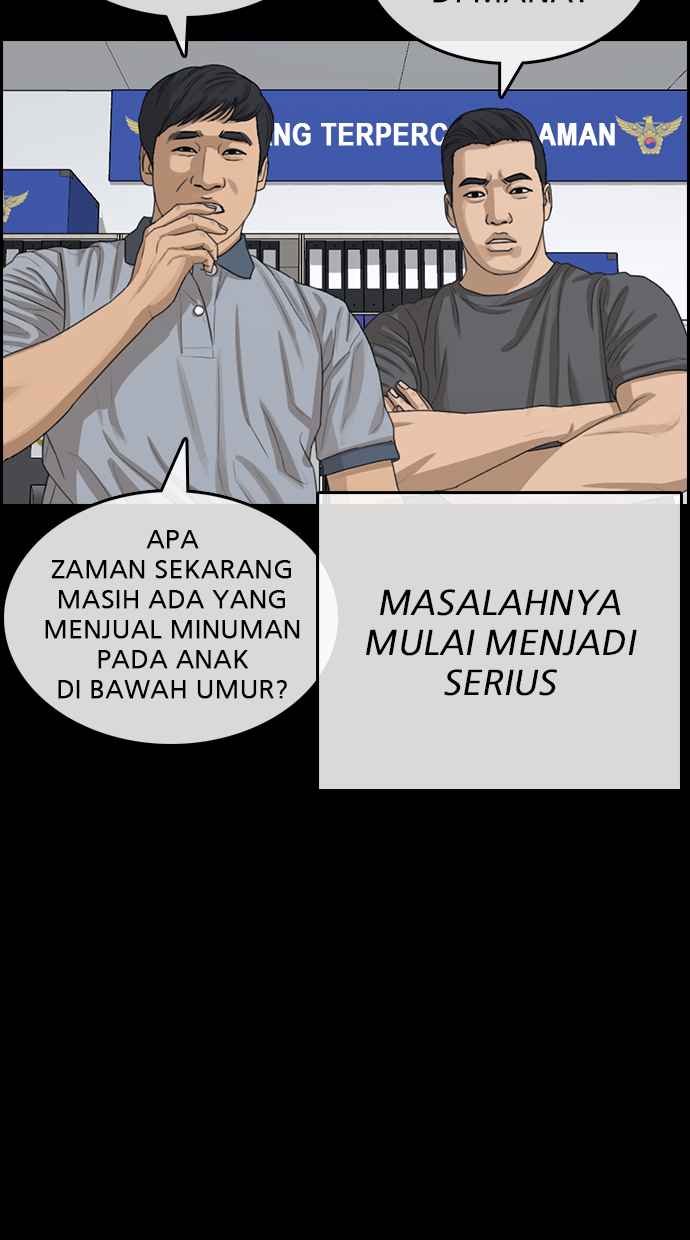 DI MANA?
ANG TERPERC AMAN
APA
ZAMAN SEKARANG
MASIH ADA YANG
MENJUAL MINUMAN
PADA ANAK
DI BAWAH UMUR?
MASALAHNYA
MULAI MENJADI
SERIUS